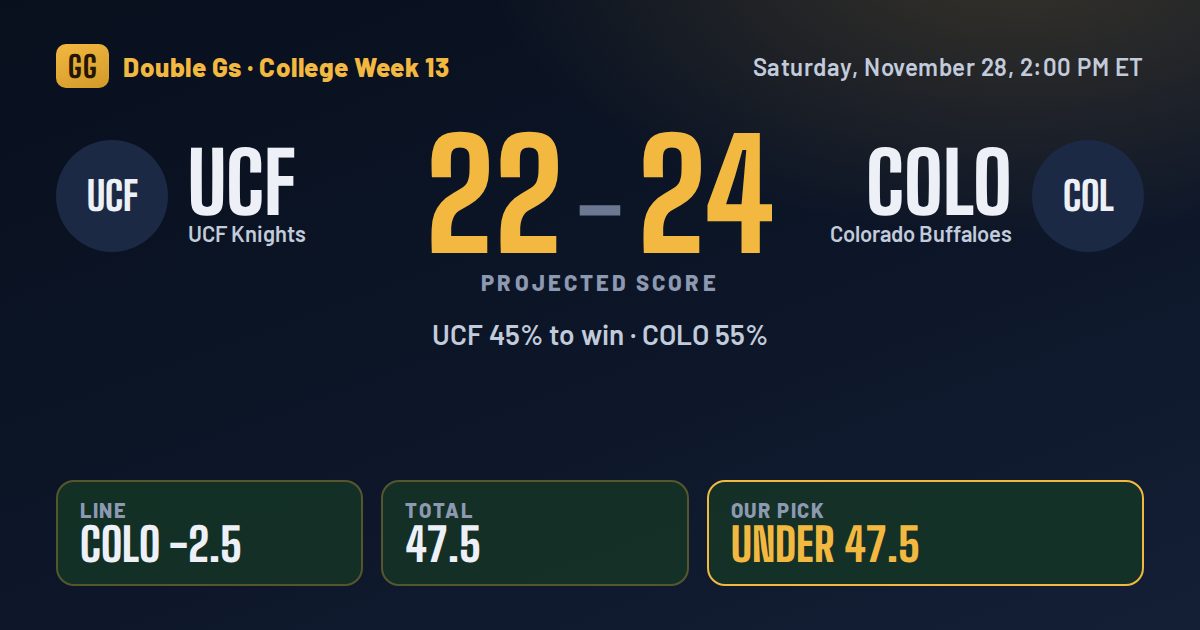 GG Double Gs · College Week 13
Saturday, November 28, 2:00 PM ET
UCF
UCF
UCF Knights
22 – 24
PROJECTED SCORE
UCF 45% to win · COLO 55%
COLO
Colorado Buffaloes
COL
LINE
COLO −2.5
TOTAL
47.5
OUR PICK
UNDER 47.5